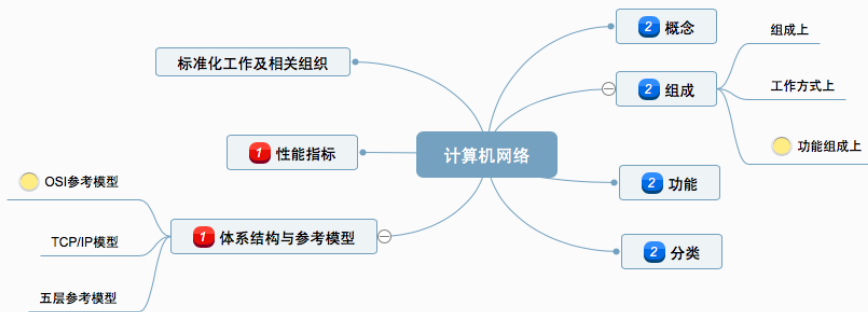 计算机网络
2 概念
2 组成
组成上
工作方式上
功能组成上
2 功能
2 分类
标准化工作及相关组织
1 性能指标
1 体系结构与参考模型
OSI参考模型
TCP/IP模型
五层参考模型